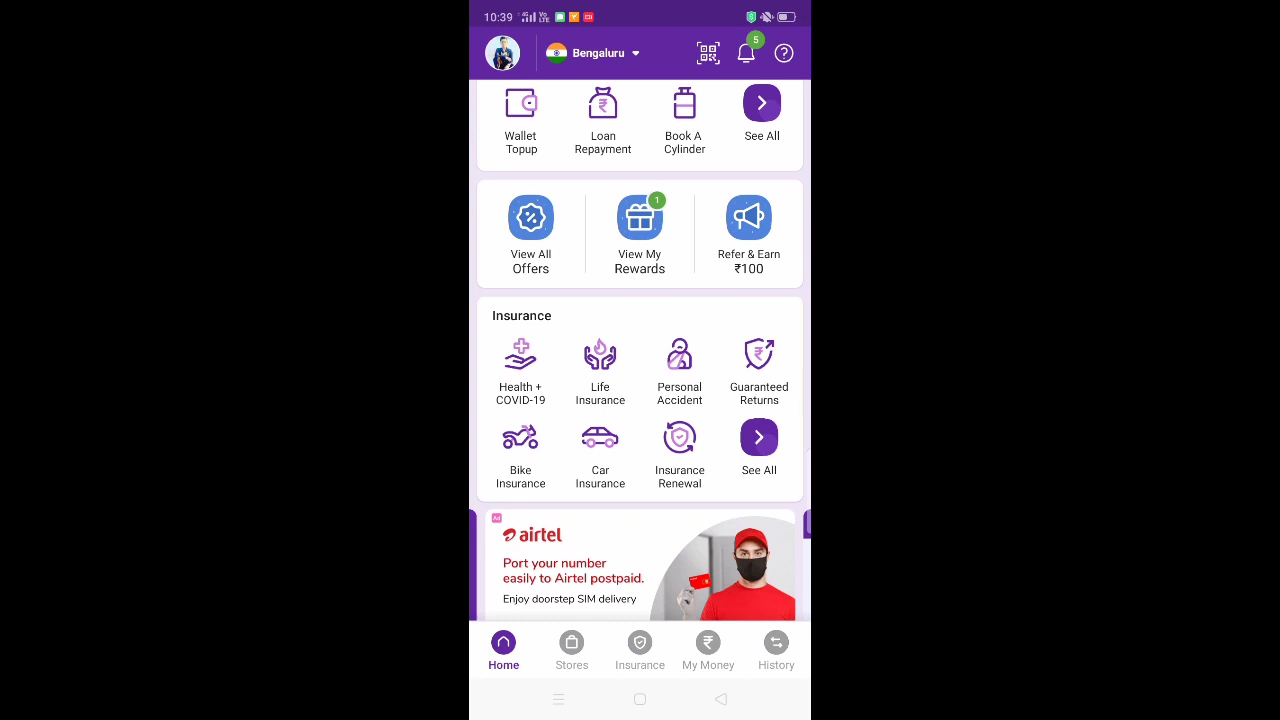 10:39
Bengaluru
5
Wallet Topup
Loan Repayment
Book A Cylinder
See All
1
View All Offers
View My Rewards
Refer & Earn ₹100
Insurance
Health + COVID-19
Life Insurance
Personal Accident
Guaranteed Returns
Bike Insurance
Car Insurance
Insurance Renewal
See All
Ad
airtel
Port your number
easily to Airtel postpaid.
Enjoy doorstep SIM delivery
Home
Stores
Insurance
My Money
History